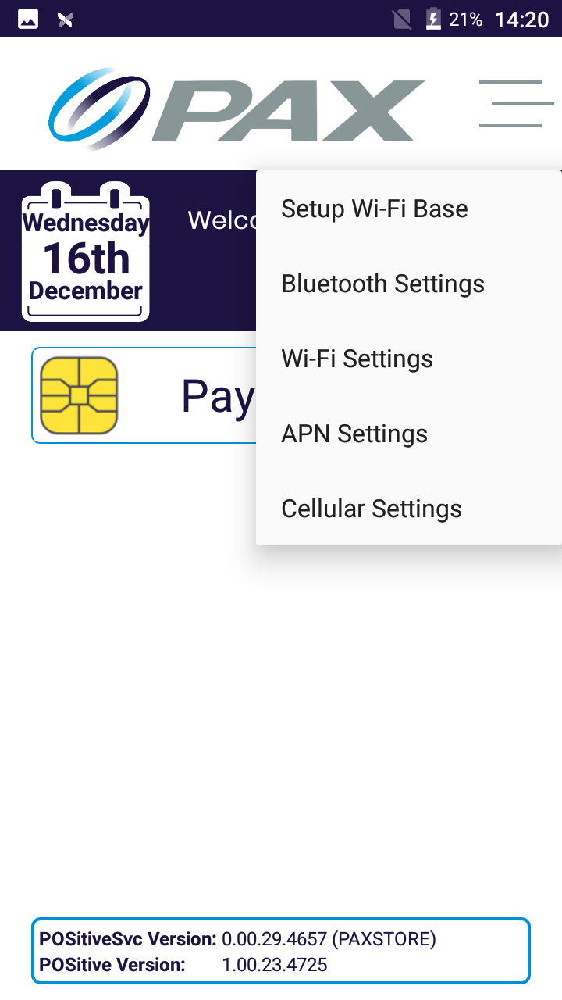 21% 14:20
PAX
Wednesday
16th
December
Welco
Setup Wi-Fi Base
Bluetooth Settings
Wi-Fi Settings
APN Settings
Cellular Settings
Pay
POSitiveSvc Version: 0.00.29.4657 (PAXSTORE)
POSitive Version: 1.00.23.4725